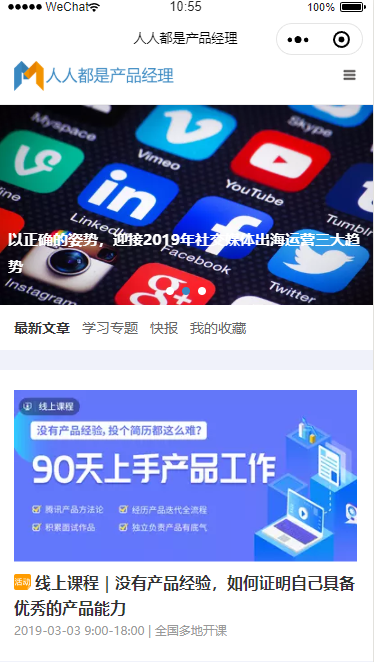 WeChat 10:55 100%
人人都是产品经理
人人都是产品经理
Myspace
Skype
Vimeo
YouTube
LinkedIn
Facebook
Tumblr
以正确的姿势，迎接2019年社交媒体出海运营三大趋
势
Instagram
Twitter
最新文章 学习专题 快报 我的收藏
线上课程
没有产品经验，投个简历都这么难？
90天上手产品工作
腾讯产品方法论 经历产品迭代全流程
积累面试作品 独立负责产品有底气
活动 线上课程 | 没有产品经验，如何证明自己具备
优秀的产品能力
2019-03-03 9:00-18:00 | 全国多地开课